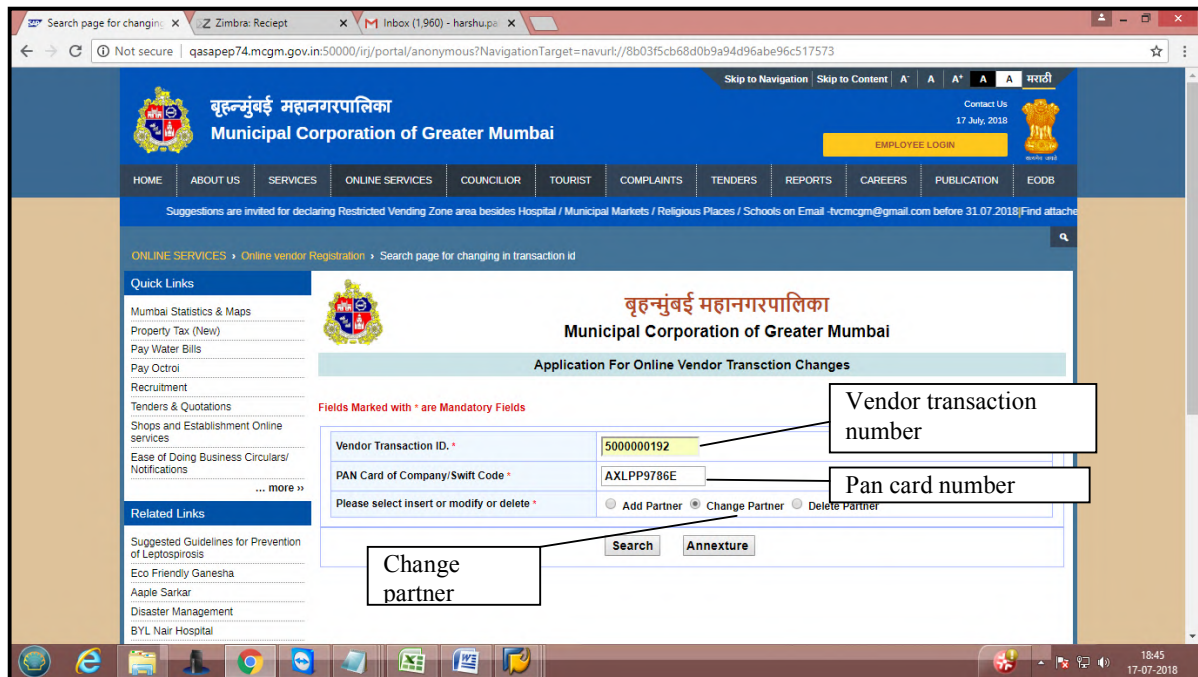 Search page for changing
Zimbra: Reciept
Inbox (1,960) - harshu.pa
Not secure | qasapep74.mcgm.gov.in:50000/irj/portal/anonymous?NavigationTarget=navurl://8b03f5cb68d0b9a94d96abe96c517573
Skip to Navigation Skip to Content A- A A+ A A मराठी
बृहन्मुंबई महानगरपालिका
Municipal Corporation of Greater Mumbai
Contact Us
17 July, 2018
EMPLOYEE LOGIN
HOME ABOUT US SERVICES ONLINE SERVICES COUNCILIOR TOURIST COMPLAINTS TENDERS REPORTS CAREERS PUBLICATION EODB
Suggestions are invited for declaring Restricted Vending Zone area besides Hospital / Municipal Markets / Religious Places / Schools on Email -tvcmcgm@gmail.com before 31.07.2018|Find attache
ONLINE SERVICES › Online vendor Registration › Search page for changing in transaction id
Quick Links
Mumbai Statistics & Maps
Property Tax (New)
Pay Water Bills
Pay Octroi
Recruitment
Tenders & Quotations
Shops and Establishment Online
services
Ease of Doing Business Circulars/
Notifications
... more ››
Related Links
Suggested Guidelines for Prevention
of Leptospirosis
Eco Friendly Ganesha
Aaple Sarkar
Disaster Management
BYL Nair Hospital
बृहन्मुंबई महानगरपालिका
Municipal Corporation of Greater Mumbai
Application For Online Vendor Transction Changes
Fields Marked with * are Mandatory Fields
Vendor Transaction ID. * 5000000192
PAN Card of Company/Swift Code * AXLPP9786E
Please select insert or modify or delete * Add Partner Change Partner Delete Partner
Search Annexture
Vendor transaction
number
Pan card number
Change
partner
18:45
17-07-2018